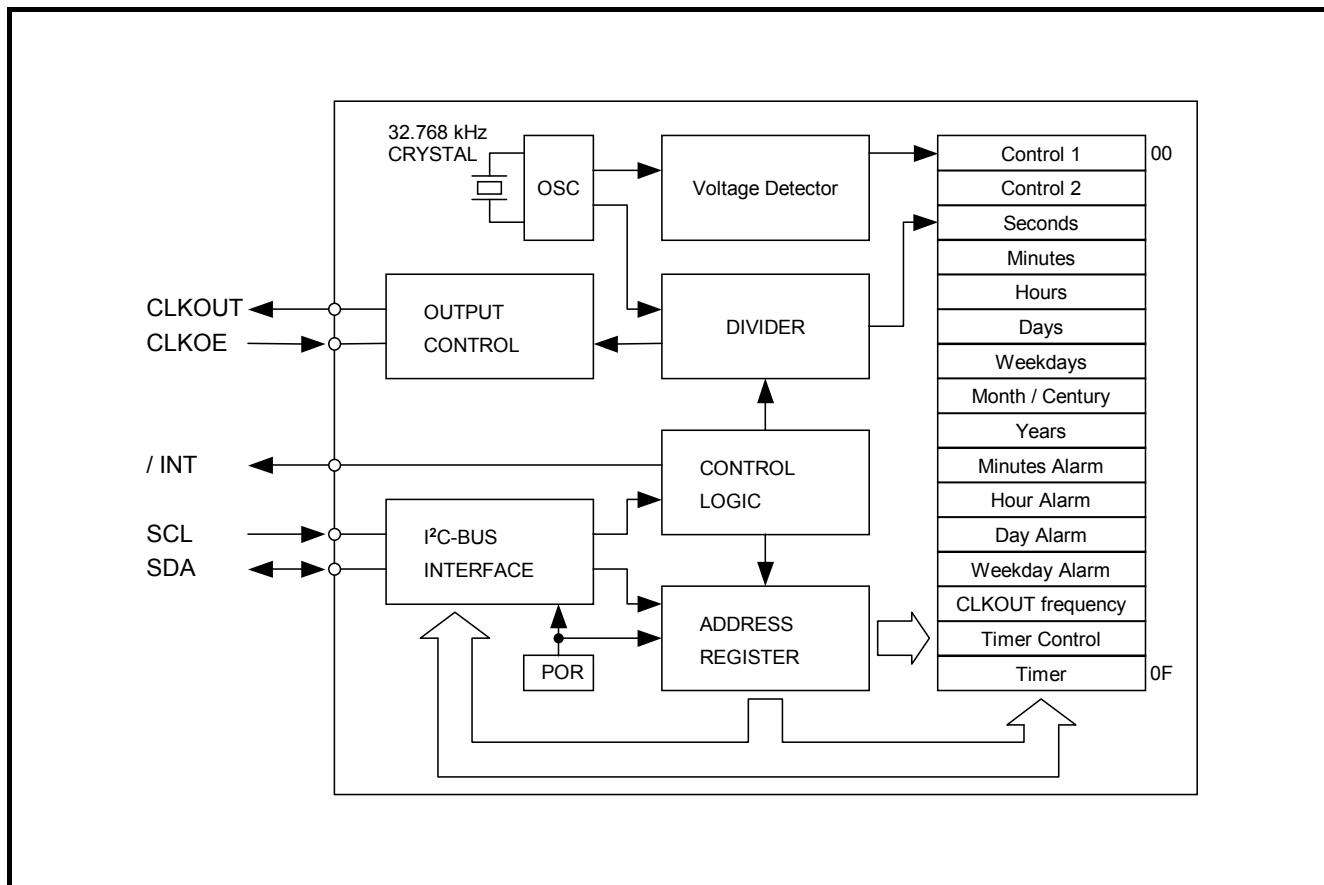 32.768 kHz
CRYSTAL
OSC
Voltage Detector
Control 1
00
Control 2
Seconds
Minutes
Hours
Days
Weekdays
Month / Century
Years
Minutes Alarm
Hour Alarm
Day Alarm
Weekday Alarm
CLKOUT frequency
Timer Control
Timer
0F
CLKOUT
CLKOE
OUTPUT
CONTROL
DIVIDER
/ INT
CONTROL
LOGIC
SCL
SDA
I²C-BUS
INTERFACE
ADDRESS
REGISTER
POR